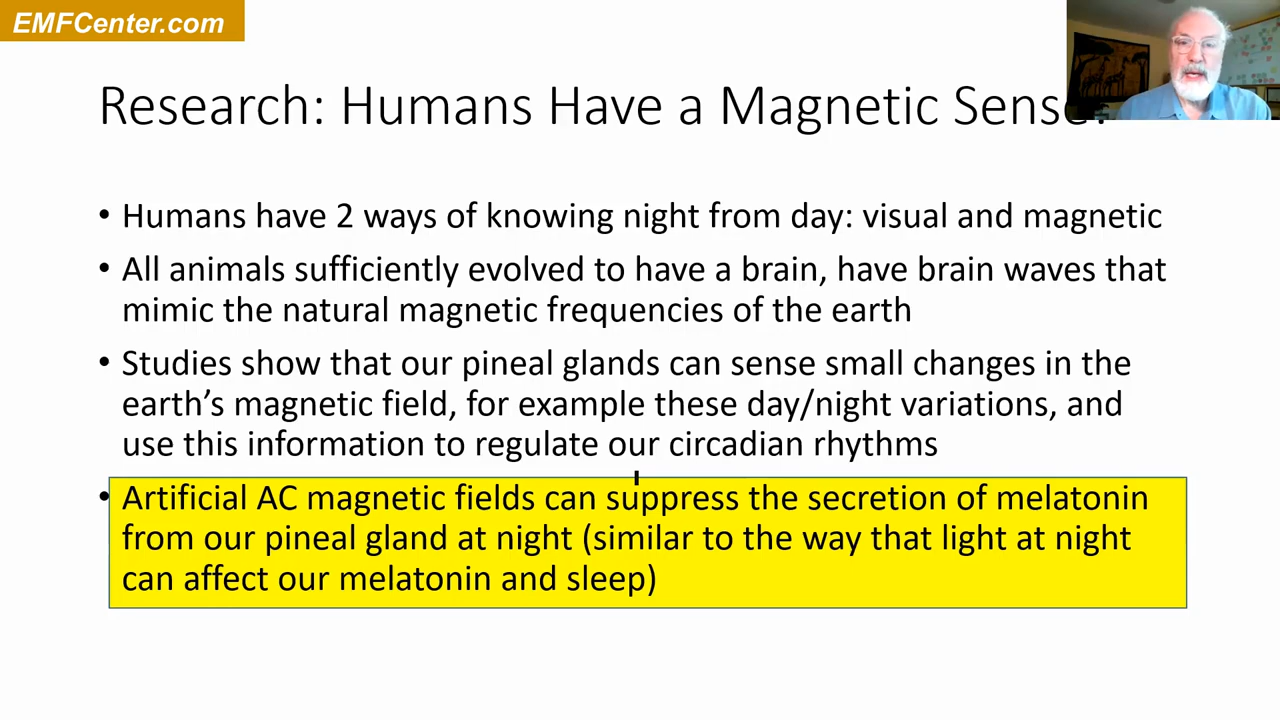 EMFCenter.com
Research: Humans Have a Magnetic Sense!
• Humans have 2 ways of knowing night from day: visual and magnetic
• All animals sufficiently evolved to have a brain, have brain waves that
mimic the natural magnetic frequencies of the earth
• Studies show that our pineal glands can sense small changes in the
earth’s magnetic field, for example these day/night variations, and
use this information to regulate our circadian rhythms
• Artificial AC magnetic fields can suppress the secretion of melatonin
from our pineal gland at night (similar to the way that light at night
can affect our melatonin and sleep)